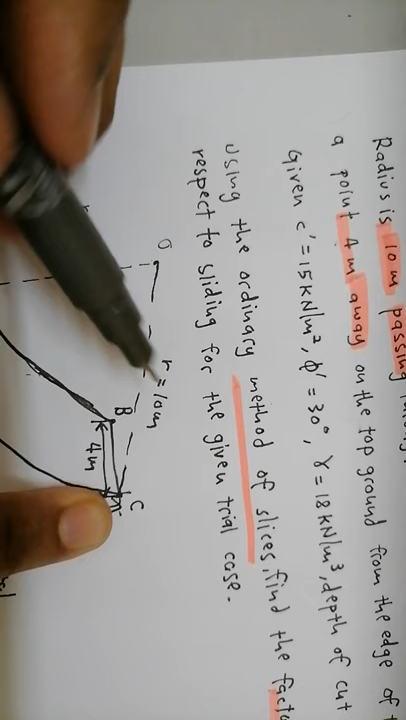 Radius is 10m passing
a point 4m away on the top ground from the edge of
Given c' = 15kN/m², φ' = 30°, γ = 18kN/m³, depth of cut
Using the ordinary method of slices, find the
respect to sliding for the given trial case.
O
r = 10m
B
4m
C